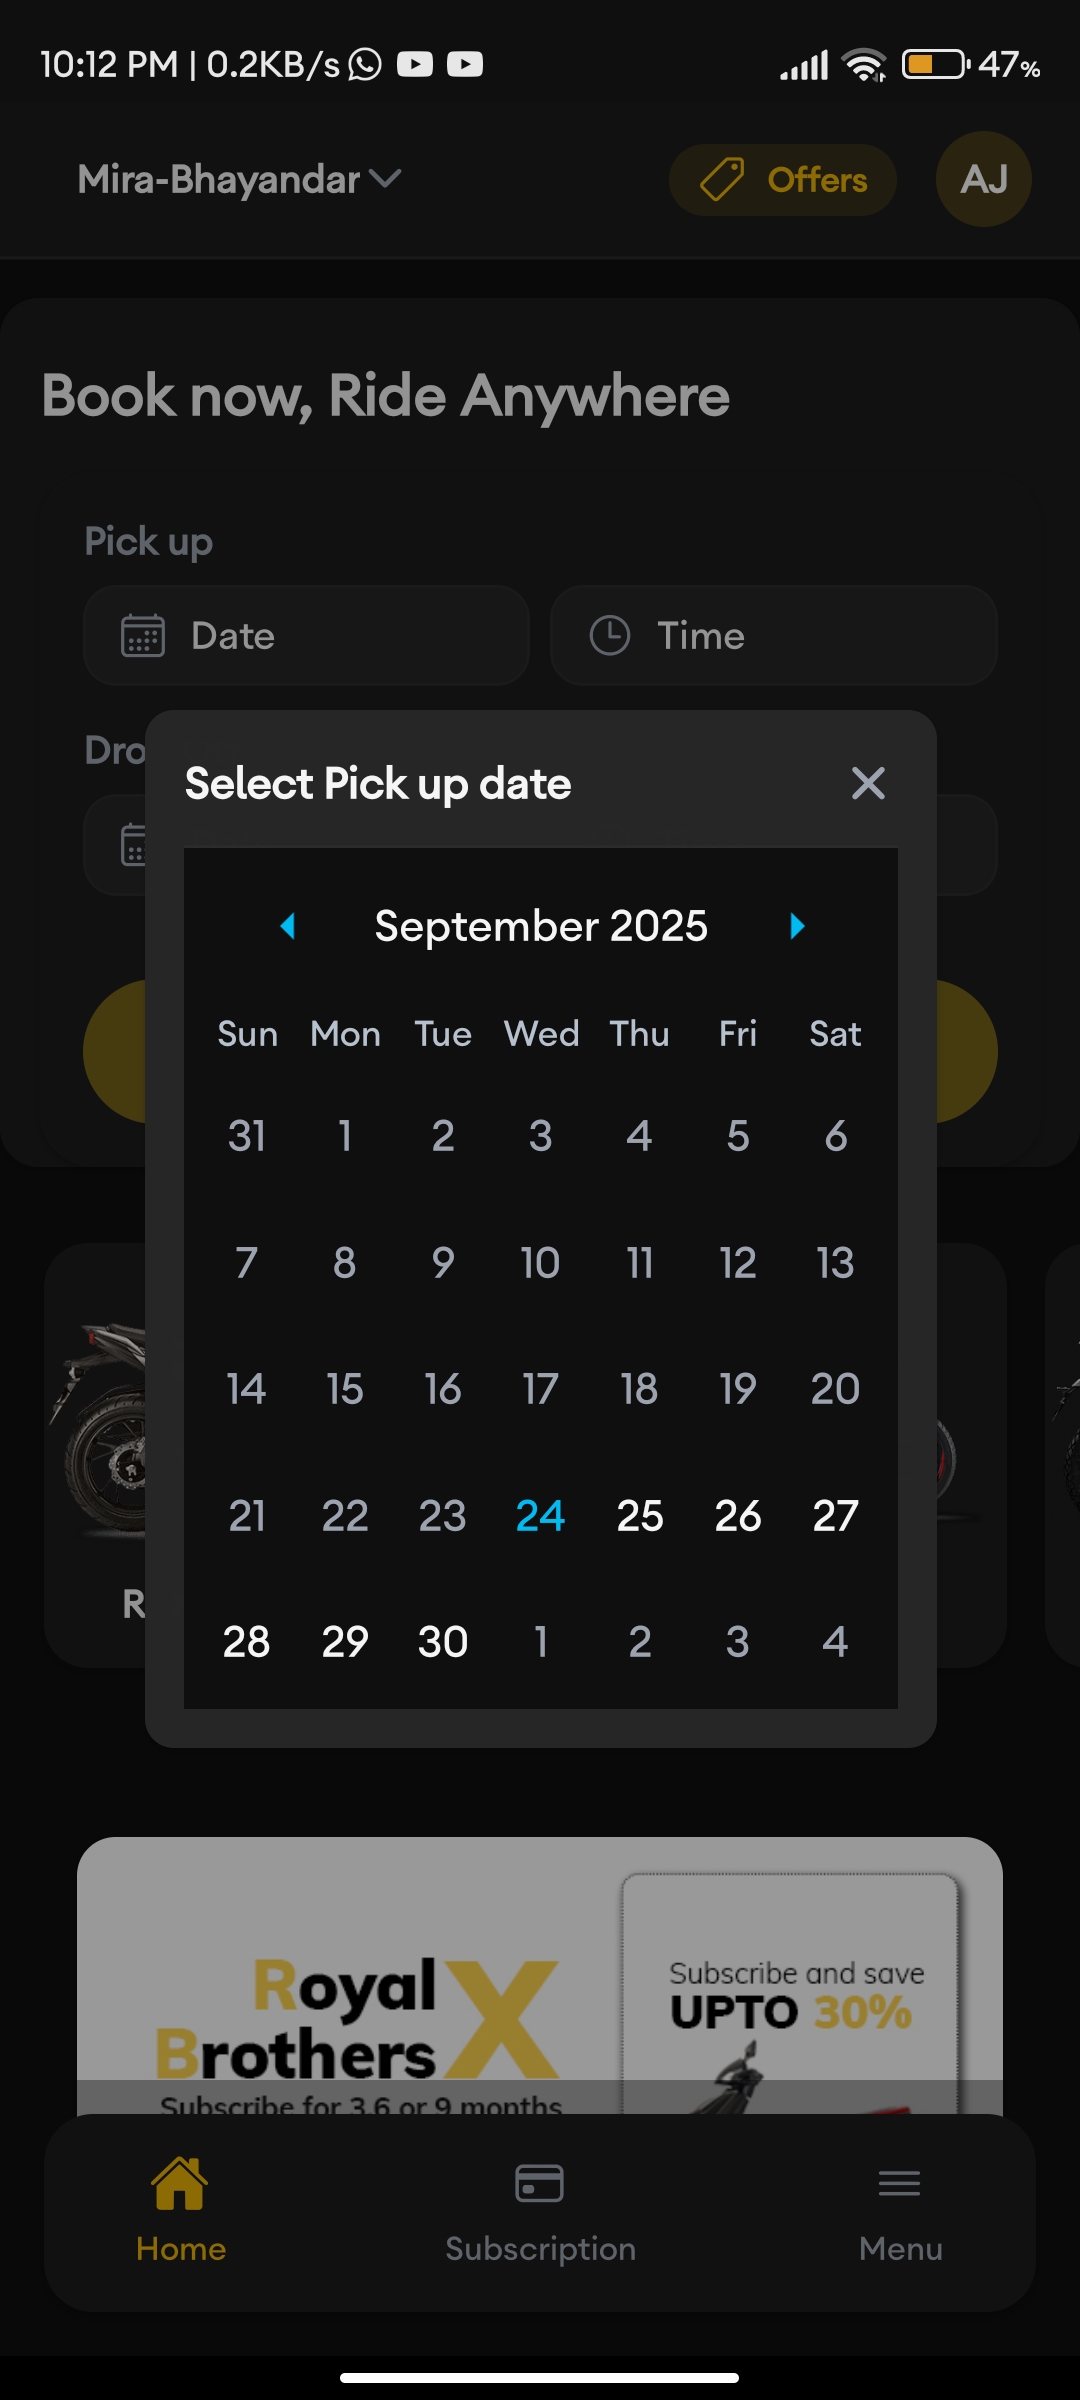 10:12 PM | 0.2KB/s 47%
Mira-Bhayandar Offers AJ
Book now, Ride Anywhere
Pick up
Date Time
Dro
Select Pick up date
September 2025
Sun Mon Tue Wed Thu Fri Sat
31 1 2 3 4 5 6
7 8 9 10 11 12 13
14 15 16 17 18 19 20
21 22 23 24 25 26 27
28 29 30 1 2 3 4
R
Royal
Brothers X
Subscribe for 3,6 or 9 months
Subscribe and save
UPTO 30%
Home Subscription Menu